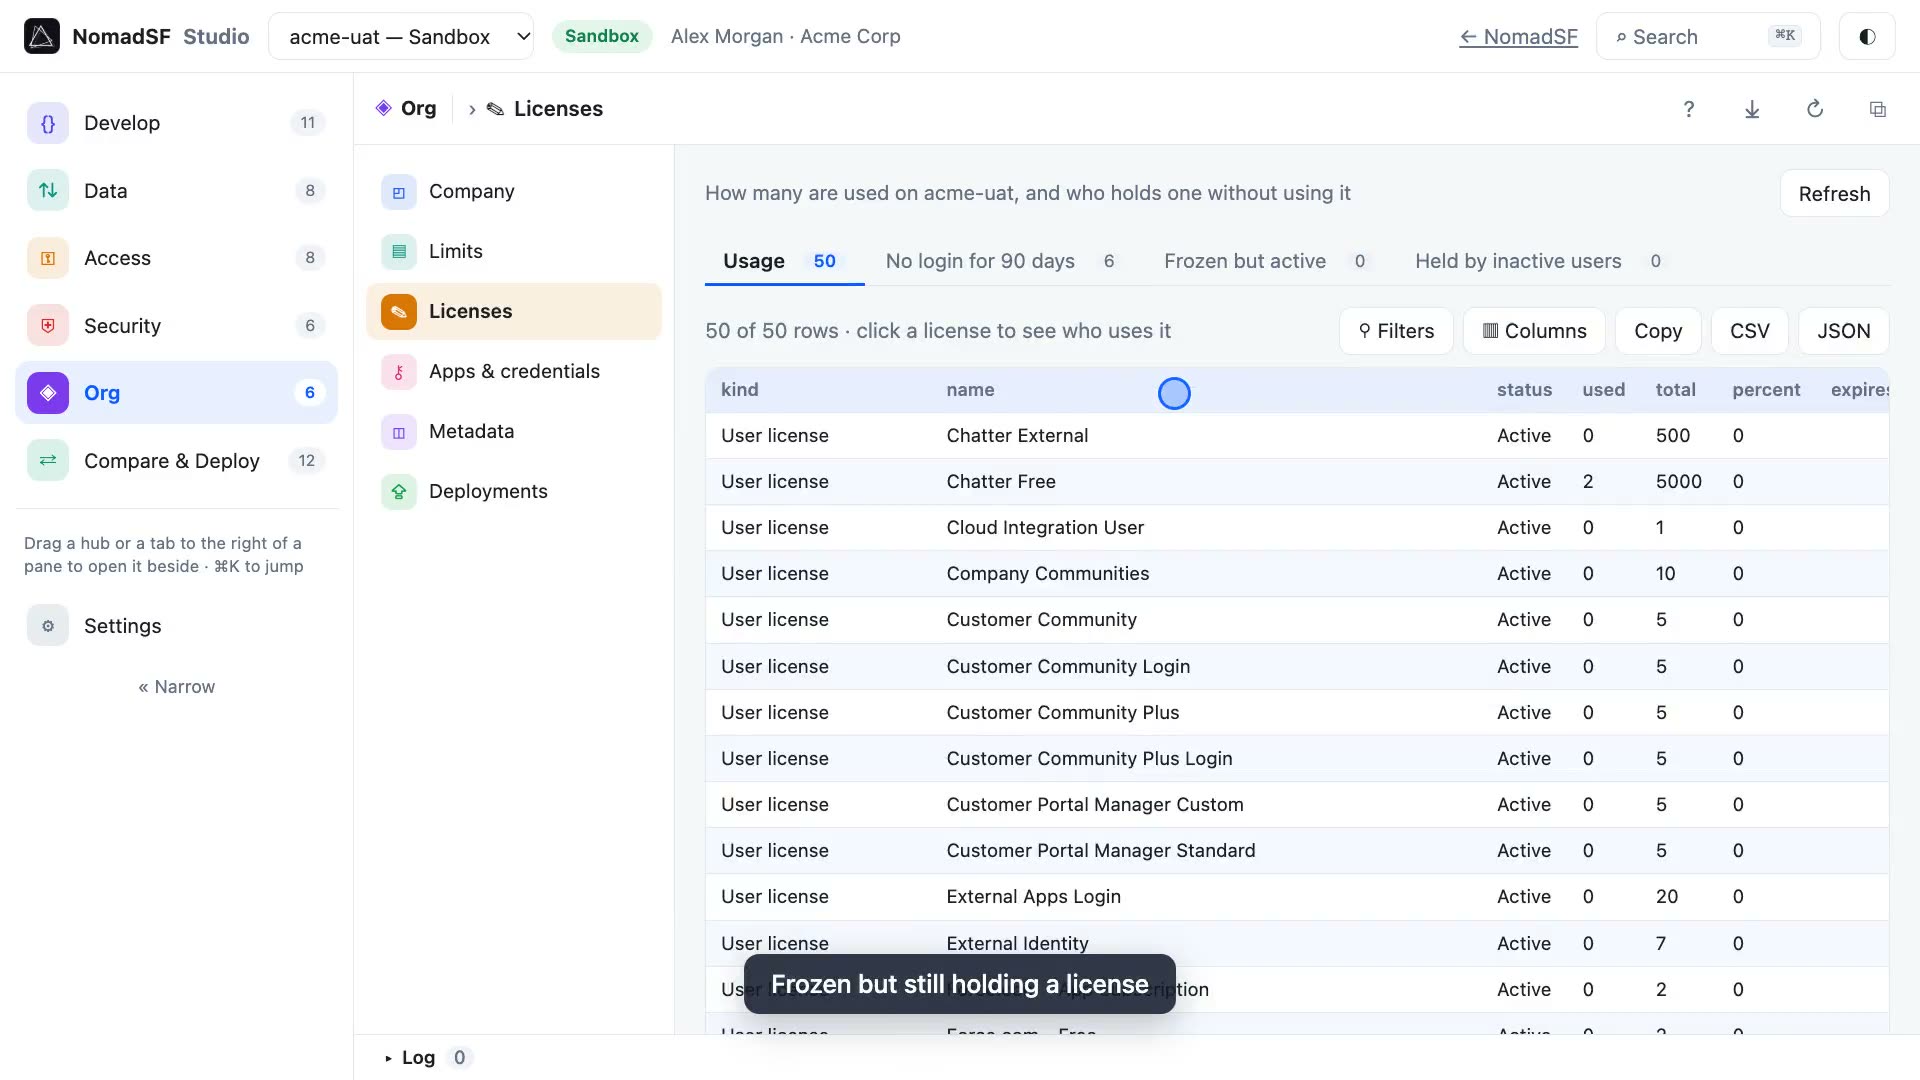 NomadSF Studio
acme-uat — Sandbox
Sandbox
Alex Morgan · Acme Corp
← NomadSF
Search
⌘K
Develop 11
Data 8
Access 8
Security 6
Org 6
Compare & Deploy 12
Drag a hub or a tab to the right of a
pane to open it beside · ⌘K to jump
Settings
« Narrow
Org › Licenses
?
Company
Limits
Licenses
Apps & credentials
Metadata
Deployments
How many are used on acme-uat, and who holds one without using it
Refresh
Usage 50
No login for 90 days 6
Frozen but active 0
Held by inactive users 0
50 of 50 rows · click a license to see who uses it
Filters
Columns
Copy
CSV
JSON
kind name status used total percent expires
User license Chatter External Active 0 500 0
User license Chatter Free Active 2 5000 0
User license Cloud Integration User Active 0 1 0
User license Company Communities Active 0 10 0
User license Customer Community Active 0 5 0
User license Customer Community Login Active 0 5 0
User license Customer Community Plus Active 0 5 0
User license Customer Community Plus Login Active 0 5 0
User license Customer Portal Manager Custom Active 0 5 0
User license Customer Portal Manager Standard Active 0 5 0
User license External Apps Login Active 0 20 0
User license External Identity Active 0 7 0
Active 0 2 0
Frozen but still holding a license
Log 0